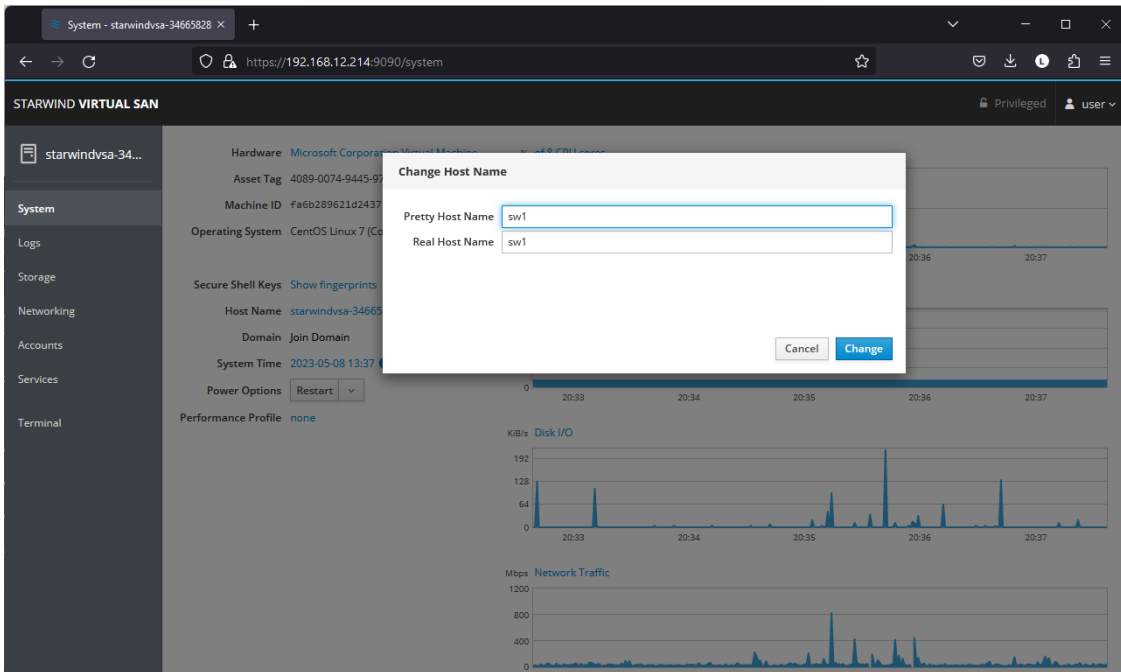 System - starwindvsa-34665828
https://192.168.12.214:9090/system
L
STARWIND VIRTUAL SAN
Privileged
user
starwindvsa-34...
System
Logs
Storage
Networking
Accounts
Services
Terminal
Hardware Microsoft Corporation Virtual Machine
Asset Tag 4089-0074-9445-97
Machine ID fa6b289621d2437
Operating System CentOS Linux 7 (Co
Secure Shell Keys Show fingerprints
Host Name starwindvsa-34665
Domain Join Domain
System Time 2023-05-08 13:37
Power Options Restart
Performance Profile none
% of 8 CPU cores
20:36 20:37
Change Host Name
Pretty Host Name sw1
Real Host Name sw1
Cancel Change
0
20:33 20:34 20:35 20:36 20:37
KiB/s Disk I/O
192
128
64
0
20:33 20:34 20:35 20:36 20:37
Mbps Network Traffic
1200
800
400
0